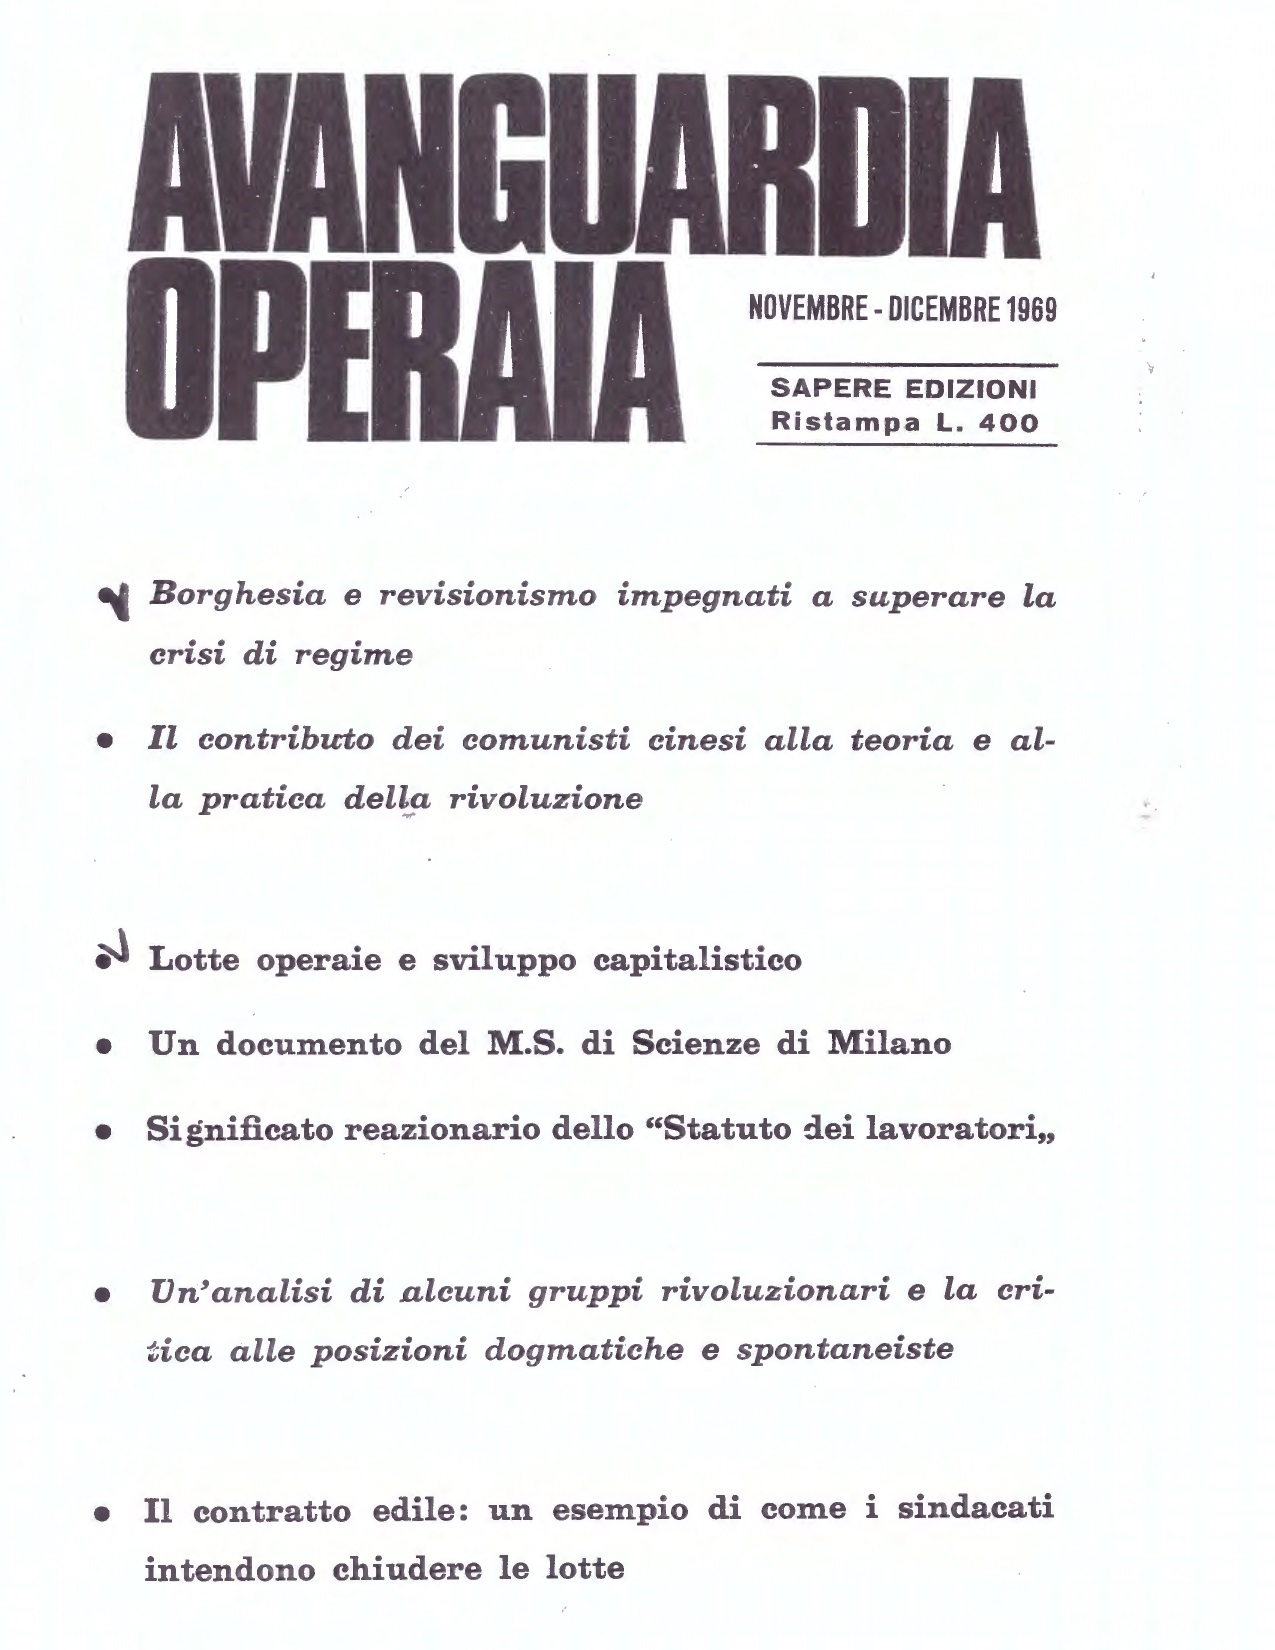 AVANGUARDIA
OPERAIA
NOVEMBRE - DICEMBRE 1969
SAPERE EDIZIONI
Ristampa L. 400
• Borghesia e revisionismo impegnati a superare la
crisi di regime
• Il contributo dei comunisti cinesi alla teoria e al-
la pratica della rivoluzione
• Lotte operaie e sviluppo capitalistico
• Un documento del M.S. di Scienze di Milano
• Significato reazionario dello “Statuto dei lavoratori„
• Un'analisi di alcuni gruppi rivoluzionari e la cri-
tica alle posizioni dogmatiche e spontaneiste
• Il contratto edile: un esempio di come i sindacati
intendono chiudere le lotte